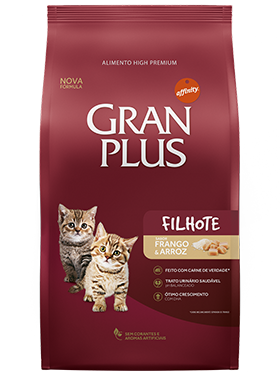 ALIMENTO HIGH PREMIUM
NOVA
FÓRMULA
affinity
GRAN
PLUS
FILHOTE
FRANGO
& ARROZ
FEITO COM CARNE DE VERDADE*
TRATO URINÁRIO SAUDÁVEL
ÓTIMO CRESCIMENTO
SEM CORANTES E
AROMAS ARTIFICIAIS